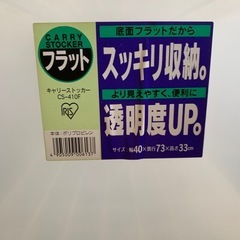 CARRY
STOCKER
フラット
キャリーストッカー
CS-410F
IRIS
本体：ポリプロピレン
4905009006731
底面フラットだから
スッキリ収納。
より見えやすく、便利に
透明度UP。
サイズ：幅40×奥行73×高さ33cm